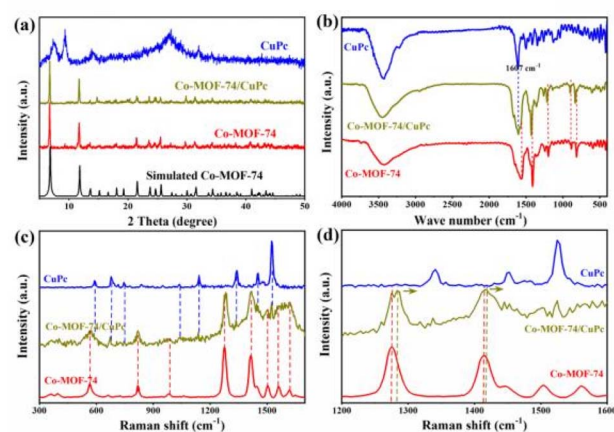 (a)
CuPc
Co-MOF-74/CuPc
Co-MOF-74
Simulated Co-MOF-74
Intensity (a.u.)
10 20 30 40 50
2 Theta (degree)
(b)
CuPc
1607 cm⁻¹
Co-MOF-74/CuPc
Co-MOF-74
Intensity (a.u.)
4000 3500 3000 2500 2000 1500 1000 500
Wave number (cm⁻¹)
(c)
CuPc
Co-MOF-74/CuPc
Co-MOF-74
Intensity (a.u.)
300 600 900 1200 1500
Raman shift (cm⁻¹)
(d)
CuPc
Co-MOF-74/CuPc
Co-MOF-74
Intensity (a.u.)
1200 1300 1400 1500 1600
Raman shift (cm⁻¹)